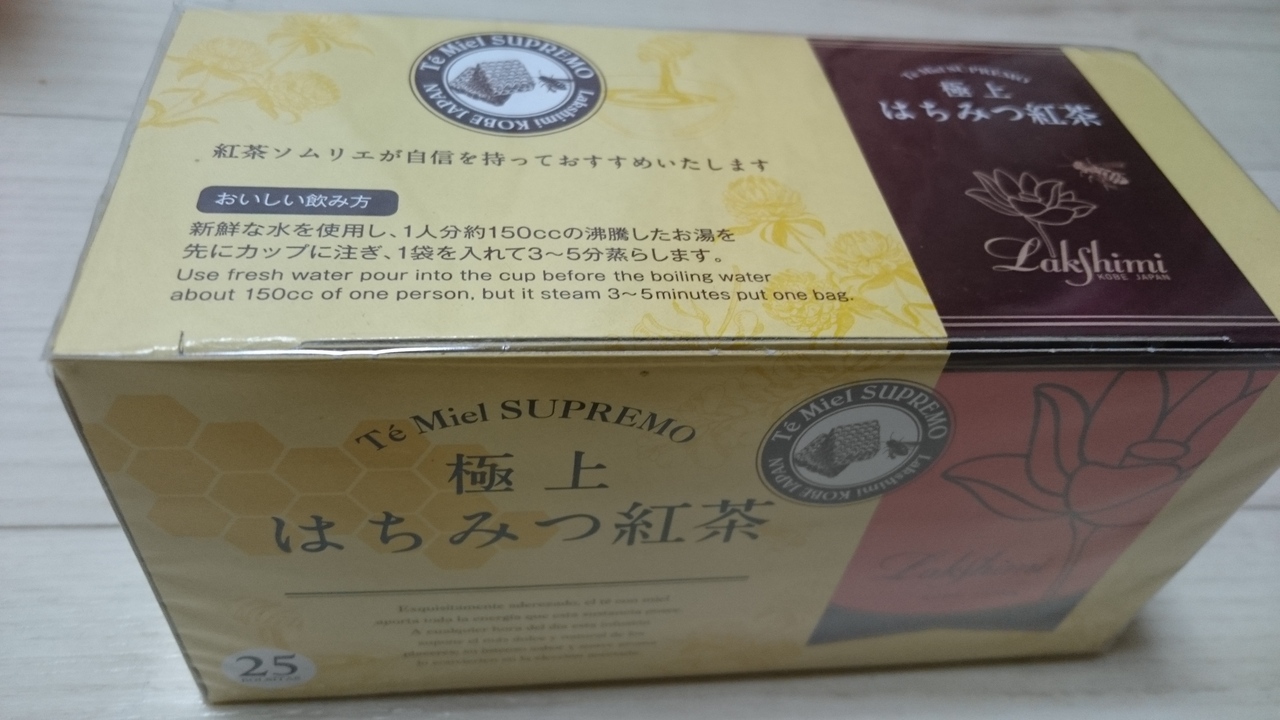 Té Miel SUPREMO
Lakshimi KOBE JAPAN
Té Miel SUPREMO
極上
はちみつ紅茶
Lakshimi
KOBE JAPAN
紅茶ソムリエが自信を持っておすすめいたします
おいしい飲み方
新鮮な水を使用し、1人分約150ccの沸騰したお湯を
先にカップに注ぎ、1袋を入れて3〜5分蒸らします。
Use fresh water pour into the cup before the boiling water
about 150cc of one person, but it steam 3~5minutes put one bag.
Té Miel SUPREMO
極上
はちみつ紅茶
Té Miel SUPREMO
Lakshimi KOBE JAPAN
Lakshimi
25